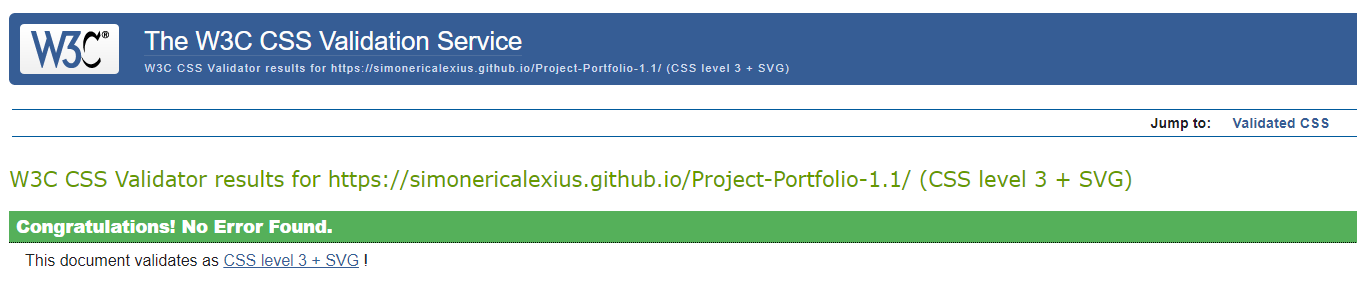 W3C®
The W3C CSS Validation Service
W3C CSS Validator results for https://simonericalexius.github.io/Project-Portfolio-1.1/ (CSS level 3 + SVG)
Jump to: Validated CSS
W3C CSS Validator results for https://simonericalexius.github.io/Project-Portfolio-1.1/ (CSS level 3 + SVG)
Congratulations! No Error Found.
This document validates as CSS level 3 + SVG !